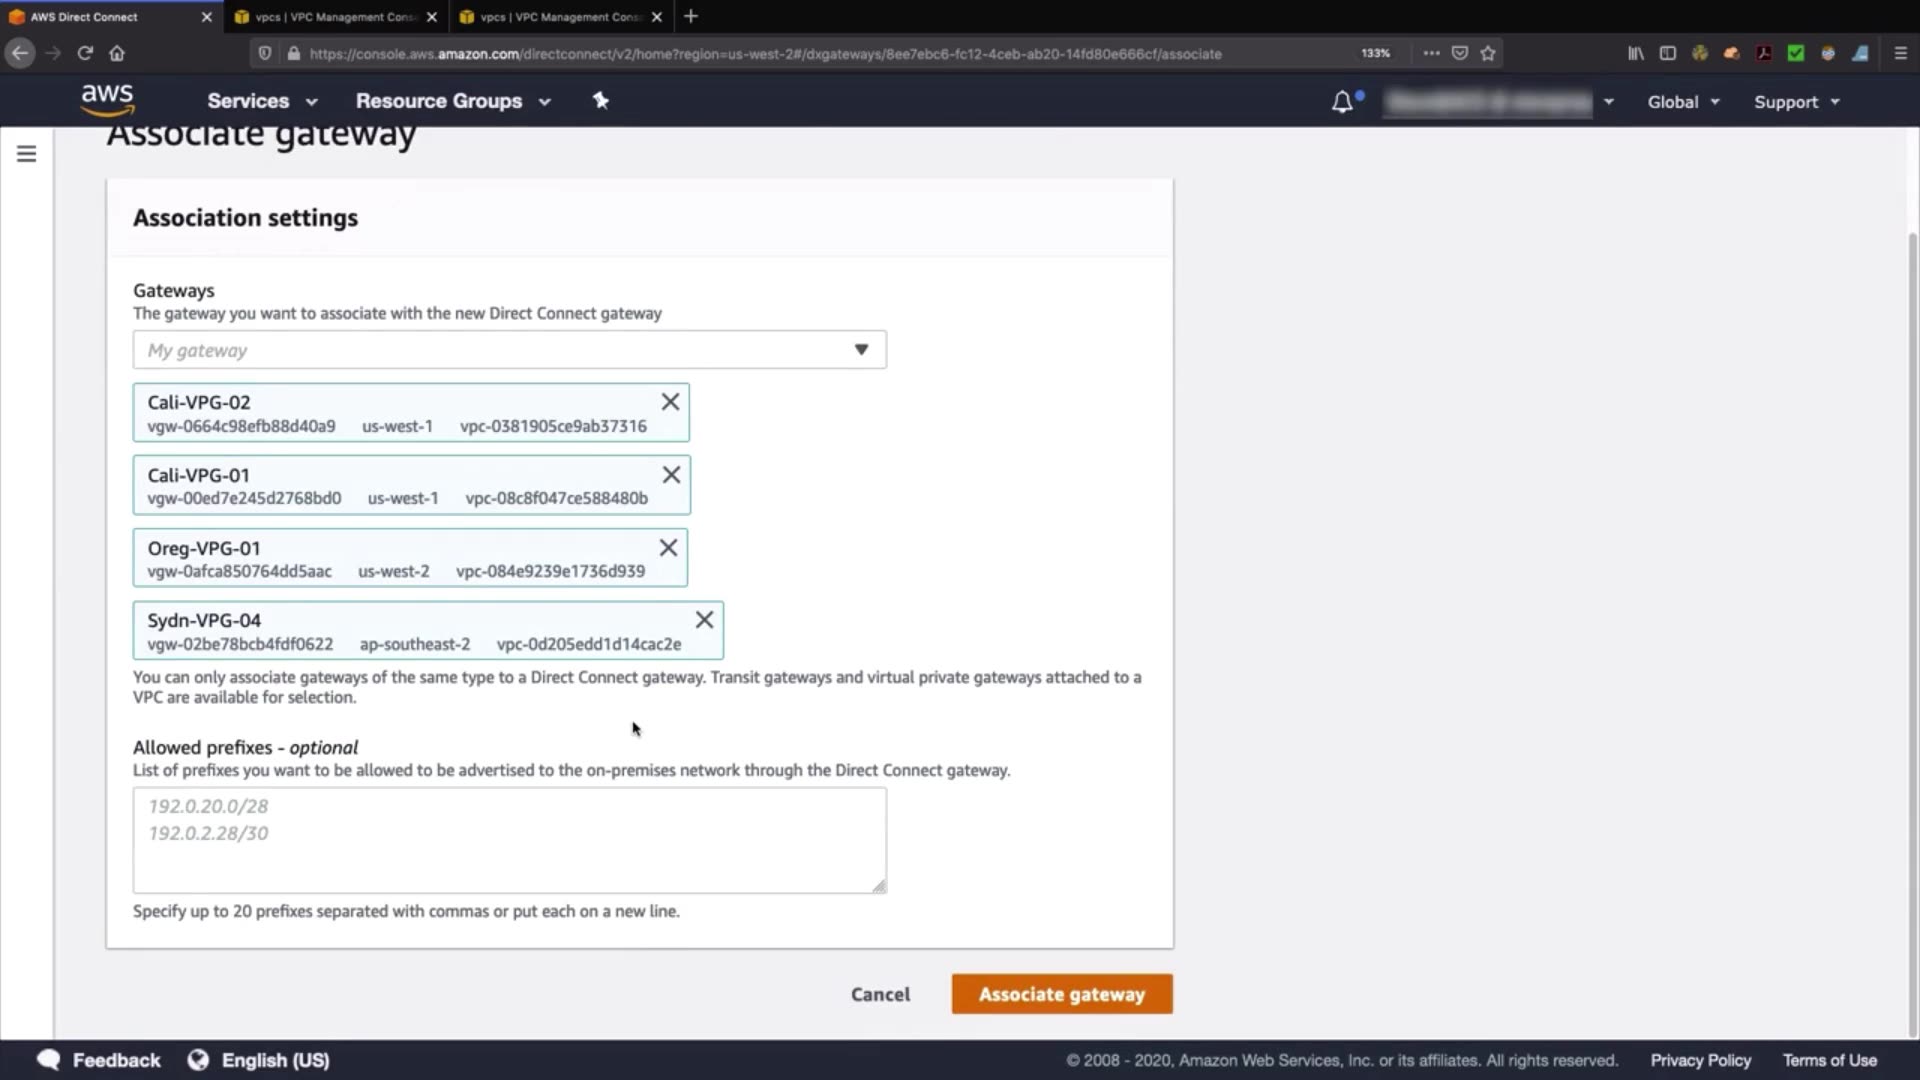 AWS Direct Connect
vpcs | VPC Management Cons
vpcs | VPC Management Cons
https://console.aws.amazon.com/directconnect/v2/home?region=us-west-2#/dxgateways/8ee7ebc6-fc12-4ceb-ab20-14fd80e666cf/associate
133%
aws
Services
Resource Groups
Global
Support
Associate gateway
Association settings
Gateways
The gateway you want to associate with the new Direct Connect gateway
My gateway
Cali-VPG-02
vgw-0664c98efb88d40a9 us-west-1 vpc-0381905ce9ab37316
Cali-VPG-01
vgw-00ed7e245d2768bd0 us-west-1 vpc-08c8f047ce588480b
Oreg-VPG-01
vgw-0afca850764dd5aac us-west-2 vpc-084e9239e1736d939
Sydn-VPG-04
vgw-02be78bcb4fdf0622 ap-southeast-2 vpc-0d205edd1d14cac2e
You can only associate gateways of the same type to a Direct Connect gateway. Transit gateways and virtual private gateways attached to a
VPC are available for selection.
Allowed prefixes - optional
List of prefixes you want to be allowed to be advertised to the on-premises network through the Direct Connect gateway.
192.0.20.0/28
192.0.2.28/30
Specify up to 20 prefixes separated with commas or put each on a new line.
Cancel
Associate gateway
Feedback
English (US)
© 2008 - 2020, Amazon Web Services, Inc. or its affiliates. All rights reserved.
Privacy Policy
Terms of Use